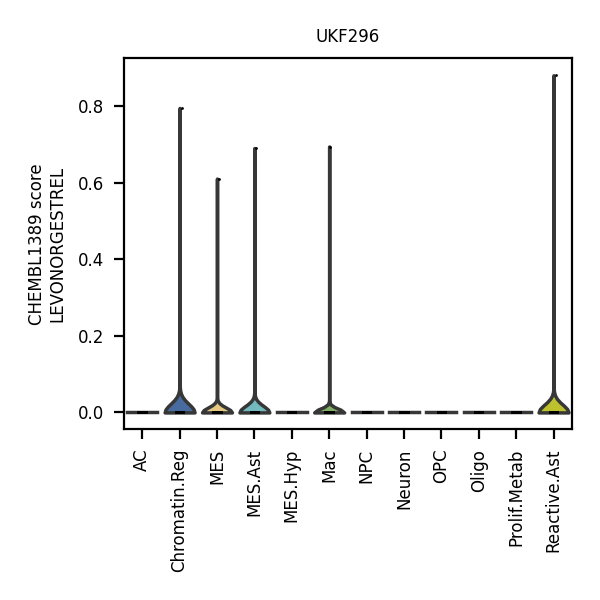 UKF296
CHEMBL1389 score
LEVONORGESTREL
0.8
0.6
0.4
0.2
0.0
AC
Chromatin.Reg
MES
MES.Ast
MES.Hyp
Mac
NPC
Neuron
OPC
Oligo
Prolif.Metab
Reactive.Ast